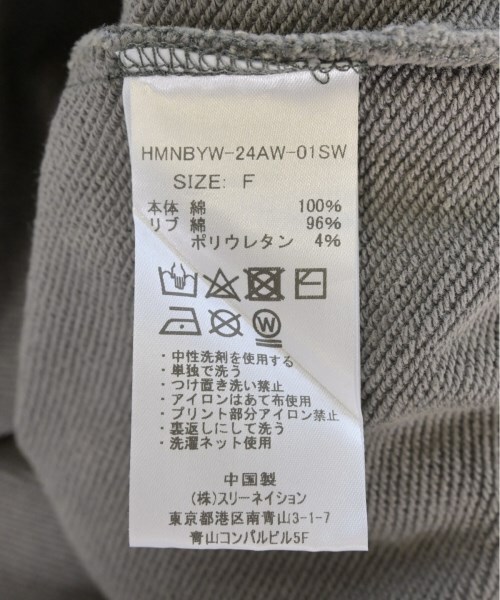 HMNBYW-24AW-01SW
SIZE: F
本体 綿 100%
リブ 綿 96%
ポリウレタン 4%
W
・中性洗剤を使用する
・単独で洗う
・つけ置き洗い禁止
・アイロンはあて布使用
・プリント部分アイロン禁止
・裏返しにして洗う
・洗濯ネット使用
中国製
(株)スリーネイション
東京都港区南青山3-1-7
青山コンパルビル5F